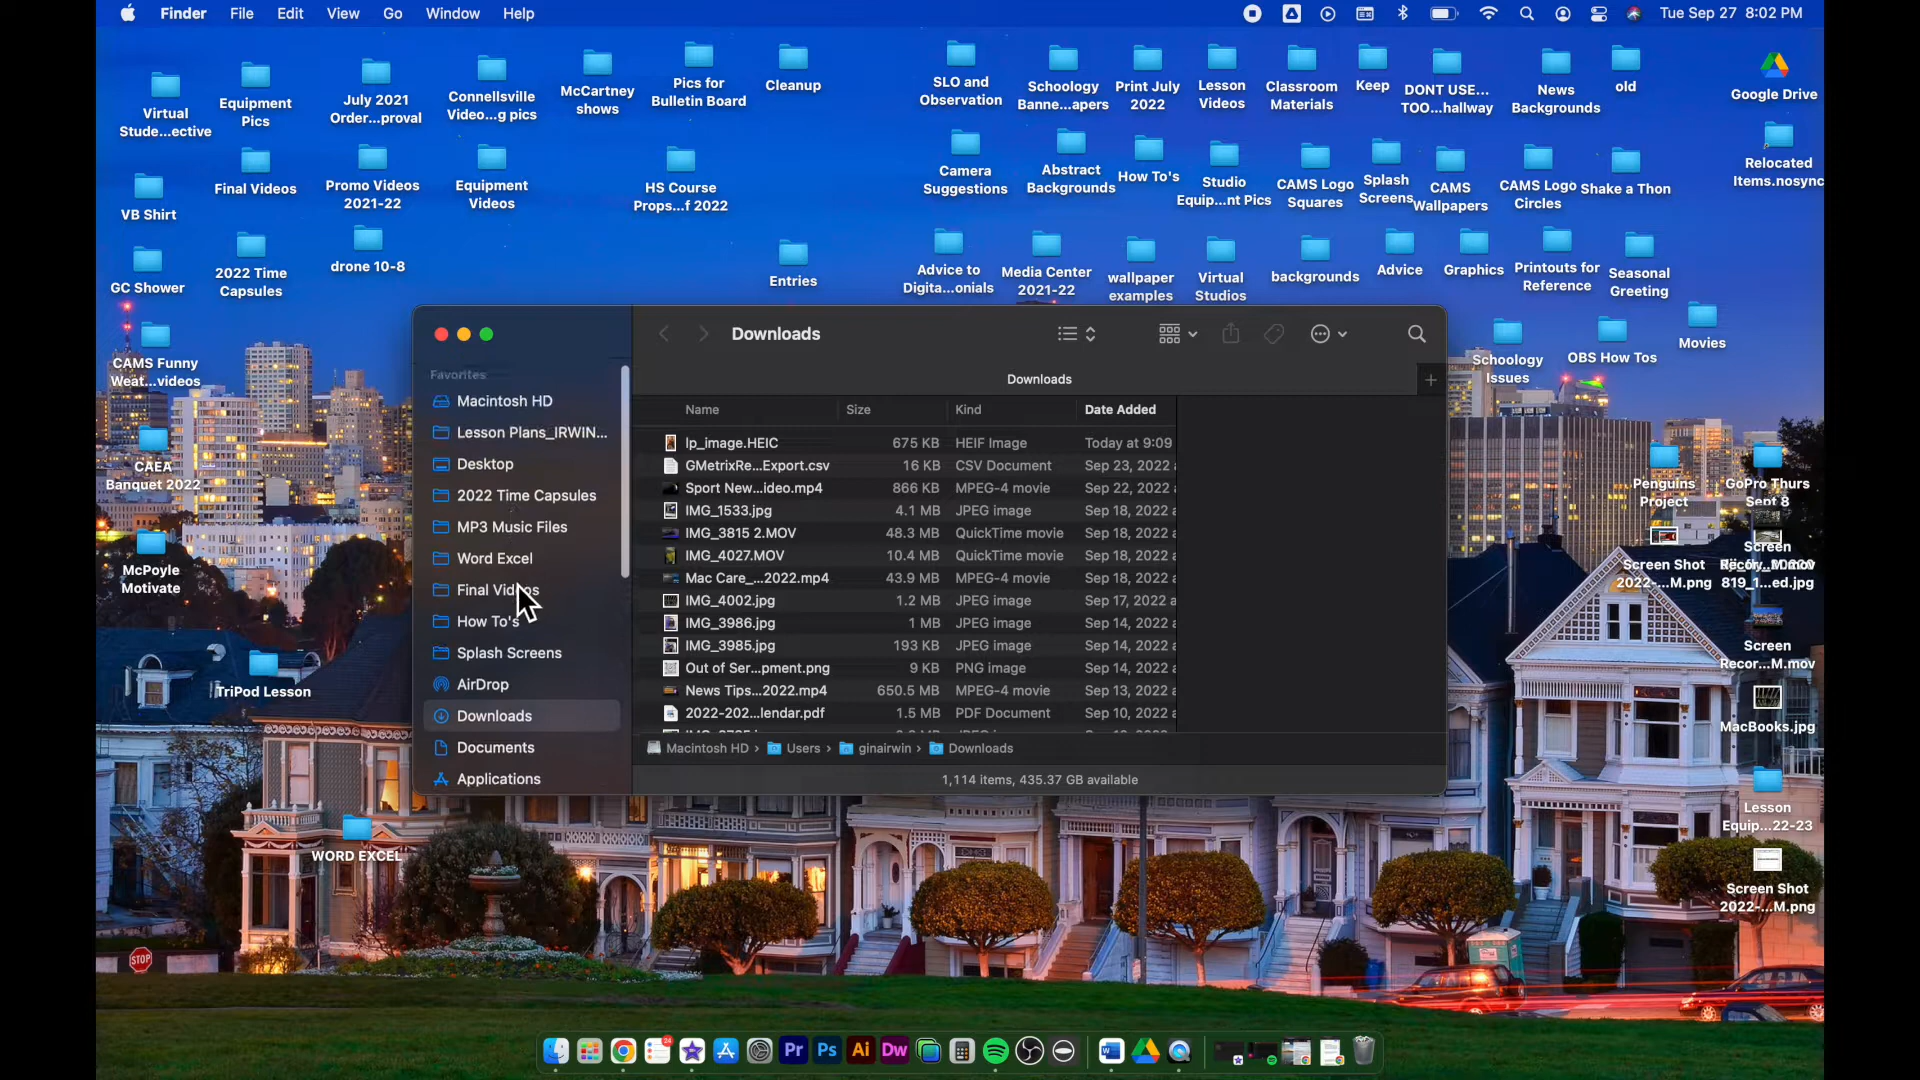 Finder File Edit View Go Window Help
Tue Sep 27 8:02 PM
Virtual
Stude...ective
Equipment
Pics
July 2021
Order...proval
Connellsville
Video...g pics
McCartney
shows
Pics for
Bulletin Board
Cleanup
SLO and
Observation
Schoology
Banne...apers
Print July
2022
Lesson
Videos
Classroom
Materials
Keep
DONT USE...
TOO...hallway
News
Backgrounds
old
Google Drive
VB Shirt
Final Videos
Promo Videos
2021-22
Equipment
Videos
HS Course
Props...f 2022
Camera
Suggestions
Abstract
Backgrounds
How To's
Studio
Equip...nt Pics
CAMS Logo
Squares
Splash
Screens
CAMS
Wallpapers
CAMS Logo
Circles
Shake a Thon
Relocated
Items.nosync
GC Shower
2022 Time
Capsules
drone 10-8
Entries
Advice to
Digita...onials
Media Center
2021-22
wallpaper
examples
Virtual
Studios
backgrounds
Advice
Graphics
Printouts for
Reference
Seasonal
Greeting
CAMS Funny
Weat...videos
Schoology
Issues
OBS How Tos
Movies
CAEA
Banquet 2022
McPoyle
Motivate
TriPod Lesson
WORD EXCEL
Downloads
Favorites
Macintosh HD
Lesson Plans_IRWIN...
Desktop
2022 Time Capsules
MP3 Music Files
Word Excel
Final Videos
How To's
Splash Screens
AirDrop
Downloads
Documents
Applications
Downloads
Name Size Kind Date Added
lp_image.HEIC 675 KB HEIF Image Today at 9:09
GMetrixRe...Export.csv 16 KB CSV Document Sep 23, 2022 a
Sport New...ideo.mp4 866 KB MPEG-4 movie Sep 22, 2022 a
IMG_1533.jpg 4.1 MB JPEG image Sep 18, 2022 a
IMG_3815 2.MOV 48.3 MB QuickTime movie Sep 18, 2022 a
IMG_4027.MOV 10.4 MB QuickTime movie Sep 18, 2022 a
Mac Care_...2022.mp4 43.9 MB MPEG-4 movie Sep 18, 2022 a
IMG_4002.jpg 1.2 MB JPEG image Sep 17, 2022 a
IMG_3986.jpg 1 MB JPEG image Sep 14, 2022 a
IMG_3985.jpg 193 KB JPEG image Sep 14, 2022 a
Out of Ser...pment.png 9 KB PNG image Sep 14, 2022 a
News Tips...2022.mp4 650.5 MB MPEG-4 movie Sep 13, 2022 a
2022-202...lendar.pdf 1.5 MB PDF Document Sep 10, 2022 a
Macintosh HD › Users › ginairwin › Downloads
1,114 items, 435.37 GB available
Penguins
Project
GoPro Thurs
Sept 8
Screen Shot
2022-...M.png
Screen
819_1...ed.jpg
Screen
Recor...M.mov
MacBooks.jpg
Lesson
Equip...22-23
Screen Shot
2022-...M.png
STOP
24
Pr Ps Ai Dw